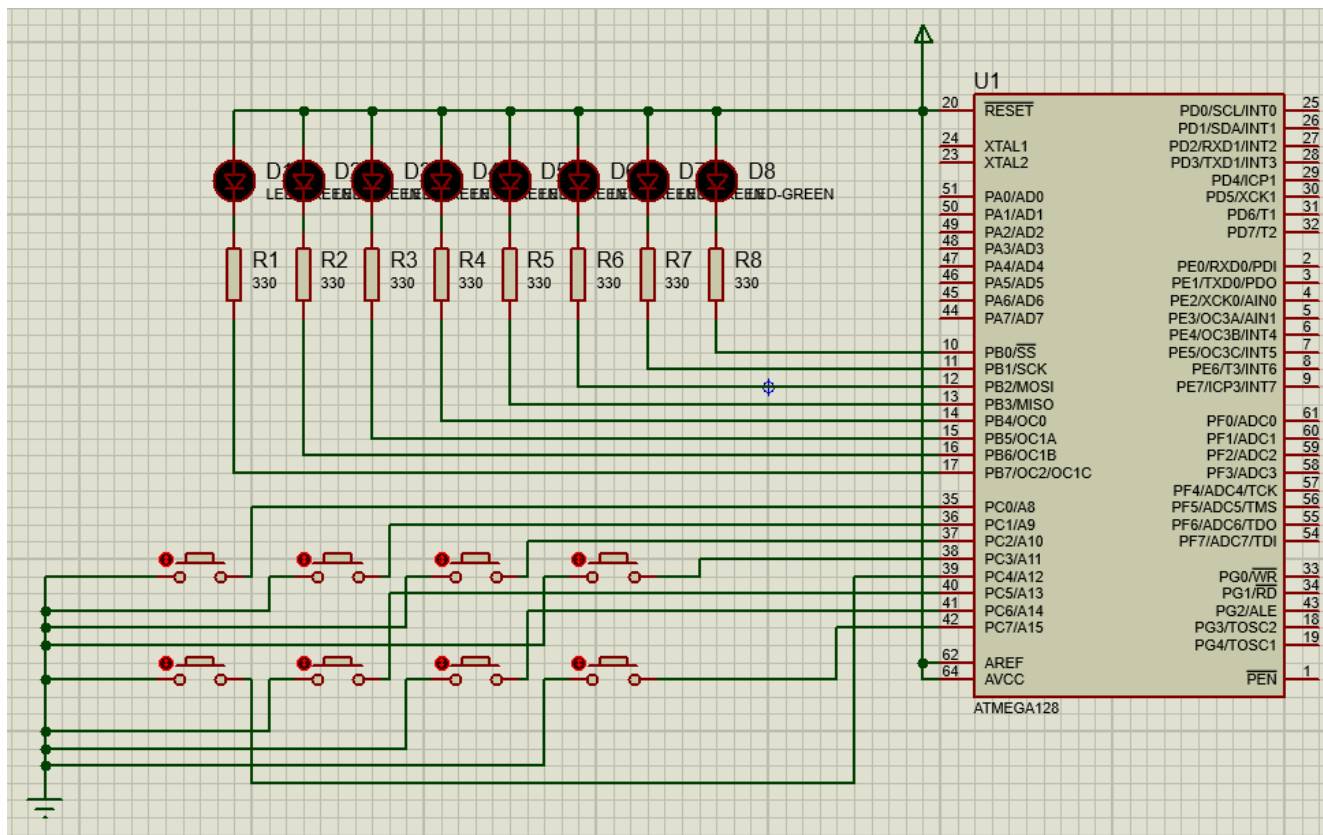 U1
20 RESET PD0/SCL/INT0 25
PD1/SDA/INT1 26
24 XTAL1 PD2/RXD1/INT2 27
23 XTAL2 PD3/TXD1/INT3 28
PD4/ICP1 29
51 PA0/AD0 PD5/XCK1 30
50 PA1/AD1 PD6/T1 31
49 PA2/AD2 PD7/T2 32
48 PA3/AD3
47 PA4/AD4 PE0/RXD0/PDI 2
46 PA5/AD5 PE1/TXD0/PDO 3
45 PA6/AD6 PE2/XCK0/AIN0 4
44 PA7/AD7 PE3/OC3A/AIN1 5
PE4/OC3B/INT4 6
10 PB0/SS PE5/OC3C/INT5 7
11 PB1/SCK PE6/T3/INT6 8
12 PB2/MOSI PE7/ICP3/INT7 9
13 PB3/MISO
14 PB4/OC0 PF0/ADC0 61
15 PB5/OC1A PF1/ADC1 60
16 PB6/OC1B PF2/ADC2 59
17 PB7/OC2/OC1C PF3/ADC3 58
PF4/ADC4/TCK 57
35 PC0/A8 PF5/ADC5/TMS 56
36 PC1/A9 PF6/ADC6/TDO 55
37 PC2/A10 PF7/ADC7/TDI 54
38 PC3/A11
39 PC4/A12 PG0/WR 33
40 PC5/A13 PG1/RD 34
41 PC6/A14 PG2/ALE 43
42 PC7/A15 PG3/TOSC2 18
PG4/TOSC1 19
62 AREF
64 AVCC PEN 1
ATMEGA128
D8
LED-GREEN
R1 R2 R3 R4 R5 R6 R7 R8
330 330 330 330 330 330 330 330